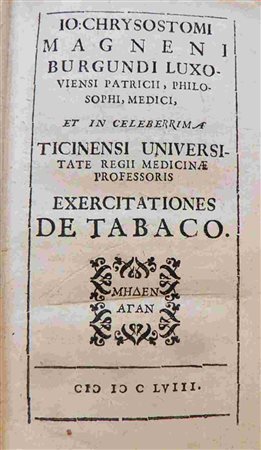 IO: CHRYSOSTOMI
MAGNENI
BURGUNDI LUXO-
VIENSI PATRICII, PHILO-
SOPHI, MEDICI,
ET IN CELEBERRIMA
TICINENSI UNIVERSI-
TATE REGII MEDICINÆ
PROFESSORIS
EXERCITATIONES
DE TABACO.
ΜΗΔΕΝ
ΑΓΑΝ
CIↃ IↃ C LVIII.